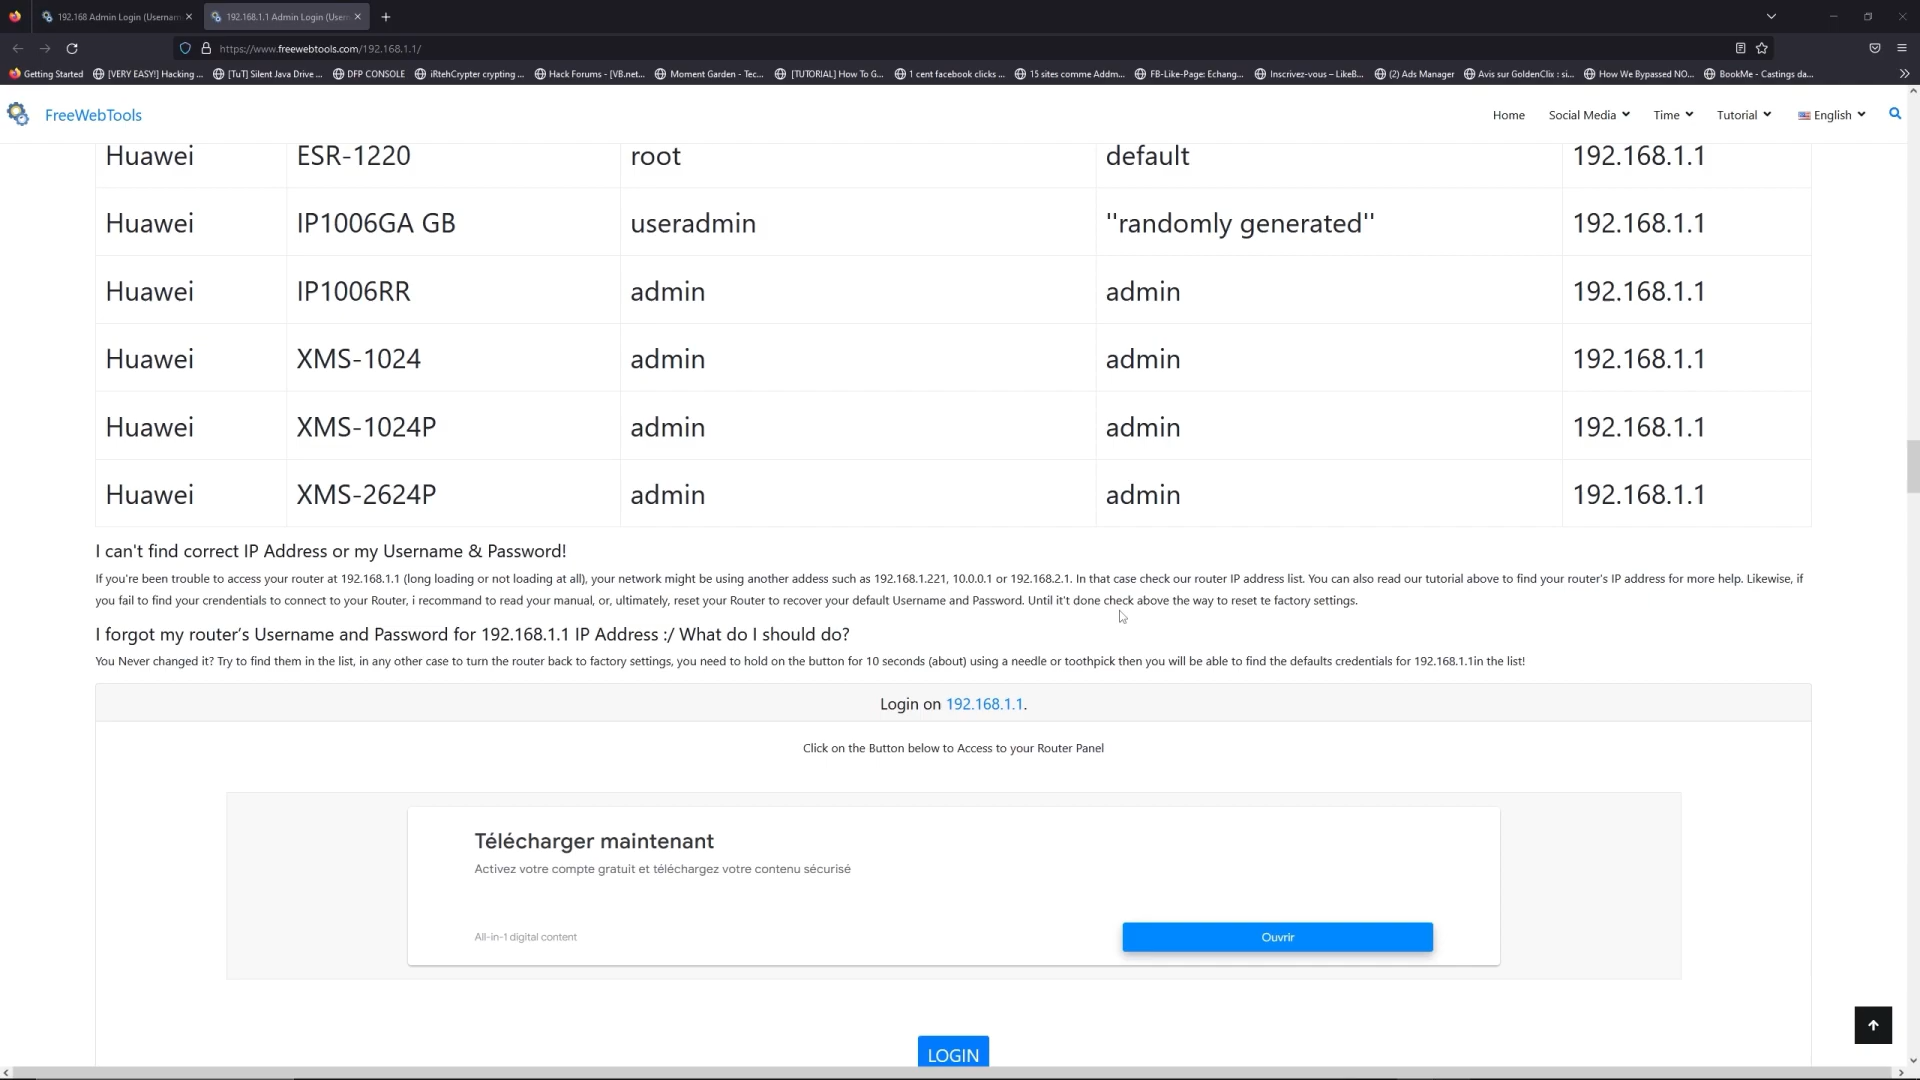 192.168 Admin Login (Usernam
192.168.1.1 Admin Login (User
https://www.freewebtools.com/192.168.1.1/
Getting Started
[VERY EASY!] Hacking ...
[TuT] Silent Java Drive ...
DFP CONSOLE
iRtehCrypter crypting ...
Hack Forums - [VB.net...
Moment Garden - Tec...
[TUTORIAL] How To G...
1 cent facebook clicks ...
15 sites comme Addm...
FB-Like-Page: Echang...
Inscrivez-vous – LikeB...
(2) Ads Manager
Avis sur GoldenClix : si...
How We Bypassed NO...
BookMe - Castings da...
FreeWebTools
Home
Social Media
Time
Tutorial
English
Huawei ESR-1220 root default 192.168.1.1
Huawei IP1006GA GB useradmin ''randomly generated'' 192.168.1.1
Huawei IP1006RR admin admin 192.168.1.1
Huawei XMS-1024 admin admin 192.168.1.1
Huawei XMS-1024P admin admin 192.168.1.1
Huawei XMS-2624P admin admin 192.168.1.1
I can't find correct IP Address or my Username & Password!
If you're been trouble to access your router at 192.168.1.1 (long loading or not loading at all), your network might be using another addess such as 192.168.1.221, 10.0.0.1 or 192.168.2.1. In that case check our router IP address list. You can also read our tutorial above to find your router's IP address for more help. Likewise, if
you fail to find your crendentials to connect to your Router, i recommand to read your manual, or, ultimately, reset your Router to recover your default Username and Password. Until it't done check above the way to reset te factory settings.
I forgot my router’s Username and Password for 192.168.1.1 IP Address :/ What do I should do?
You Never changed it? Try to find them in the list, in any other case to turn the router back to factory settings, you need to hold on the button for 10 seconds (about) using a needle or toothpick then you will be able to find the defaults credentials for 192.168.1.1in the list!
Login on 192.168.1.1.
Click on the Button below to Access to your Router Panel
Télécharger maintenant
Activez votre compte gratuit et téléchargez votre contenu sécurisé
All-in-1 digital content
Ouvrir
LOGIN